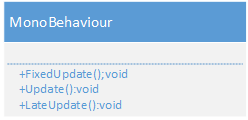 MonoBehaviour
+FixedUpdate();void
+Update():void
+LateUpdate():void